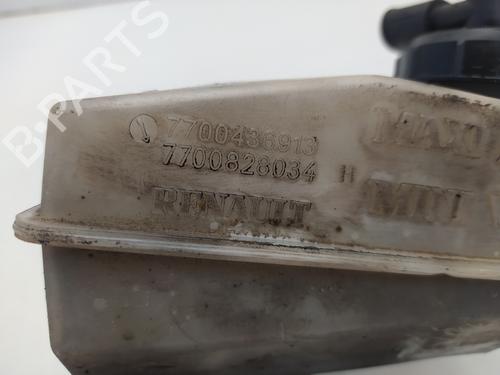 7700436913
7700828034 H
RENAULT
MAXI
MINI
B-PARTS